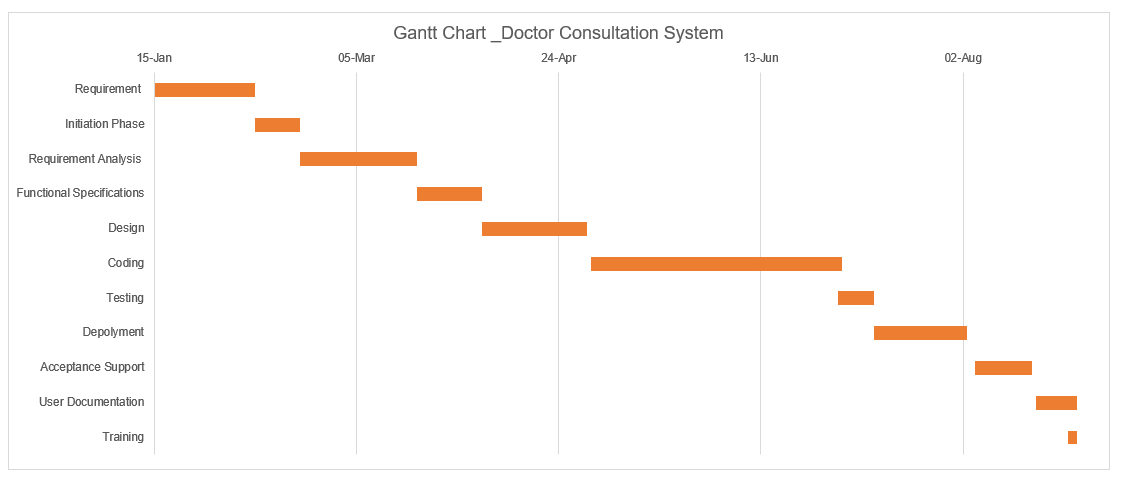 Gantt Chart _Doctor Consultation System
15-Jan 05-Mar 24-Apr 13-Jun 02-Aug
Requirement
Initiation Phase
Requirement Analysis
Functional Specifications
Design
Coding
Testing
Depolyment
Acceptance Support
User Documentation
Training